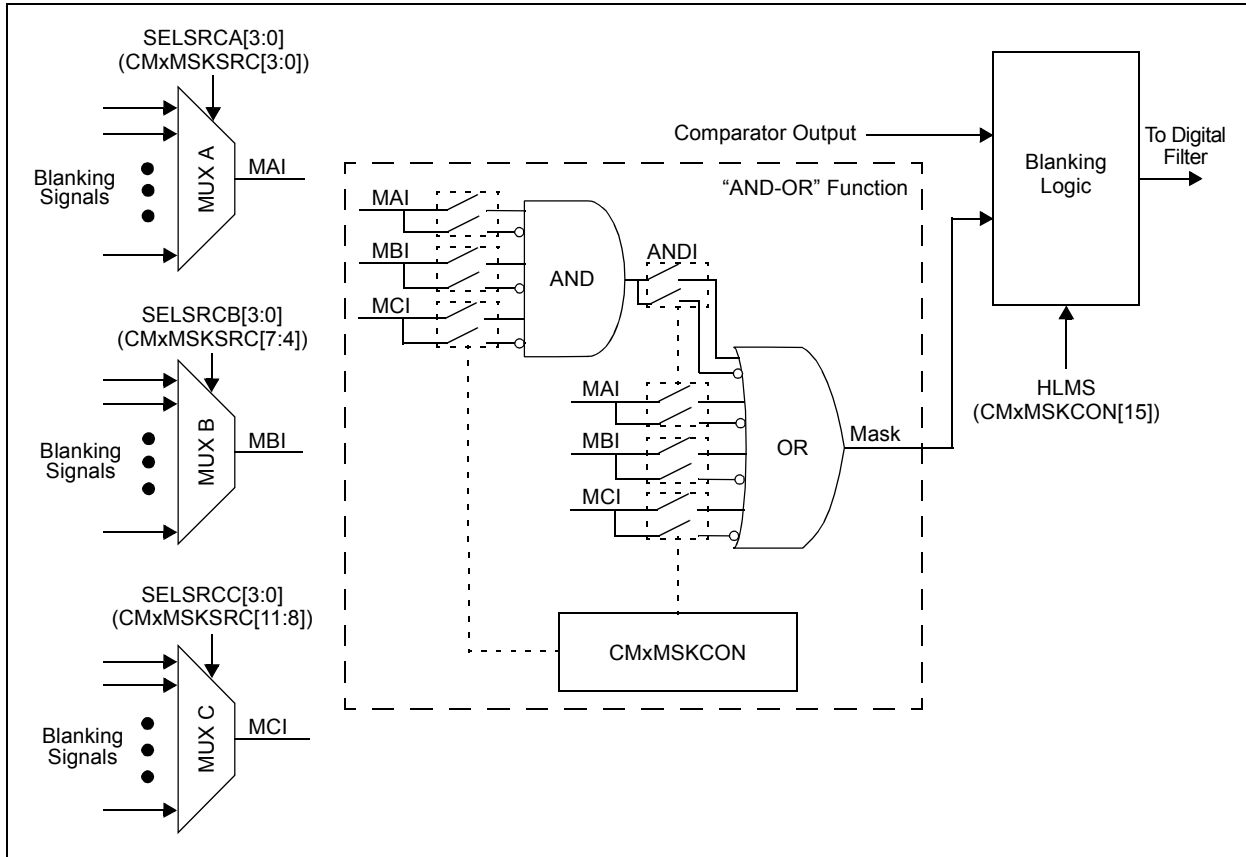 SELSRCA[3:0]
(CMxMSKSRC[3:0])
MUX A
MAI
Blanking
Signals
SELSRCB[3:0]
(CMxMSKSRC[7:4])
MUX B
MBI
Blanking
Signals
SELSRCC[3:0]
(CMxMSKSRC[11:8])
MUX C
MCI
Blanking
Signals
“AND-OR” Function
MAI
MBI
MCI
AND
ANDI
MAI
MBI
MCI
OR
Mask
CMxMSKCON
Comparator Output
Blanking
Logic
To Digital
Filter
HLMS
(CMxMSKCON[15])